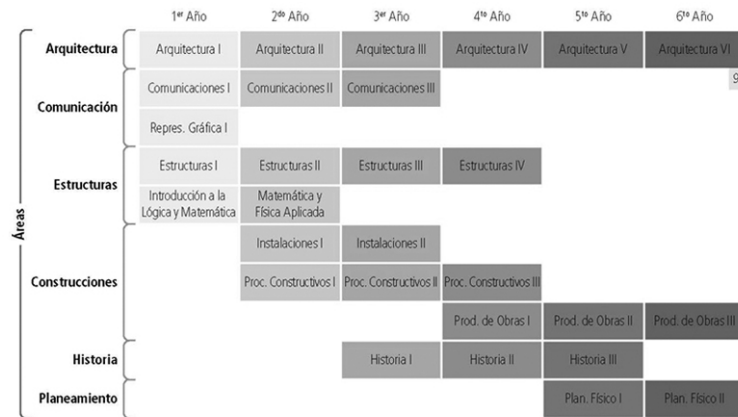 1er Año 2do Año 3er Año 4to Año 5to Año 6to Año
Arquitectura Arquitectura I Arquitectura II Arquitectura III Arquitectura IV Arquitectura V Arquitectura VI
9
Comunicación Comunicaciones I Comunicaciones II Comunicaciones III
Repres. Gráfica I
Estructuras Estructuras I Estructuras II Estructuras III Estructuras IV
Introducción a la Lógica y Matemática Matemática y Física Aplicada
Áreas
Construcciones Instalaciones I Instalaciones II
Proc. Constructivos I Proc. Constructivos II Proc. Constructivos III
Prod. de Obras I Prod. de Obras II Prod. de Obras III
Historia Historia I Historia II Historia III
Planeamiento Plan. Físico I Plan. Físico II